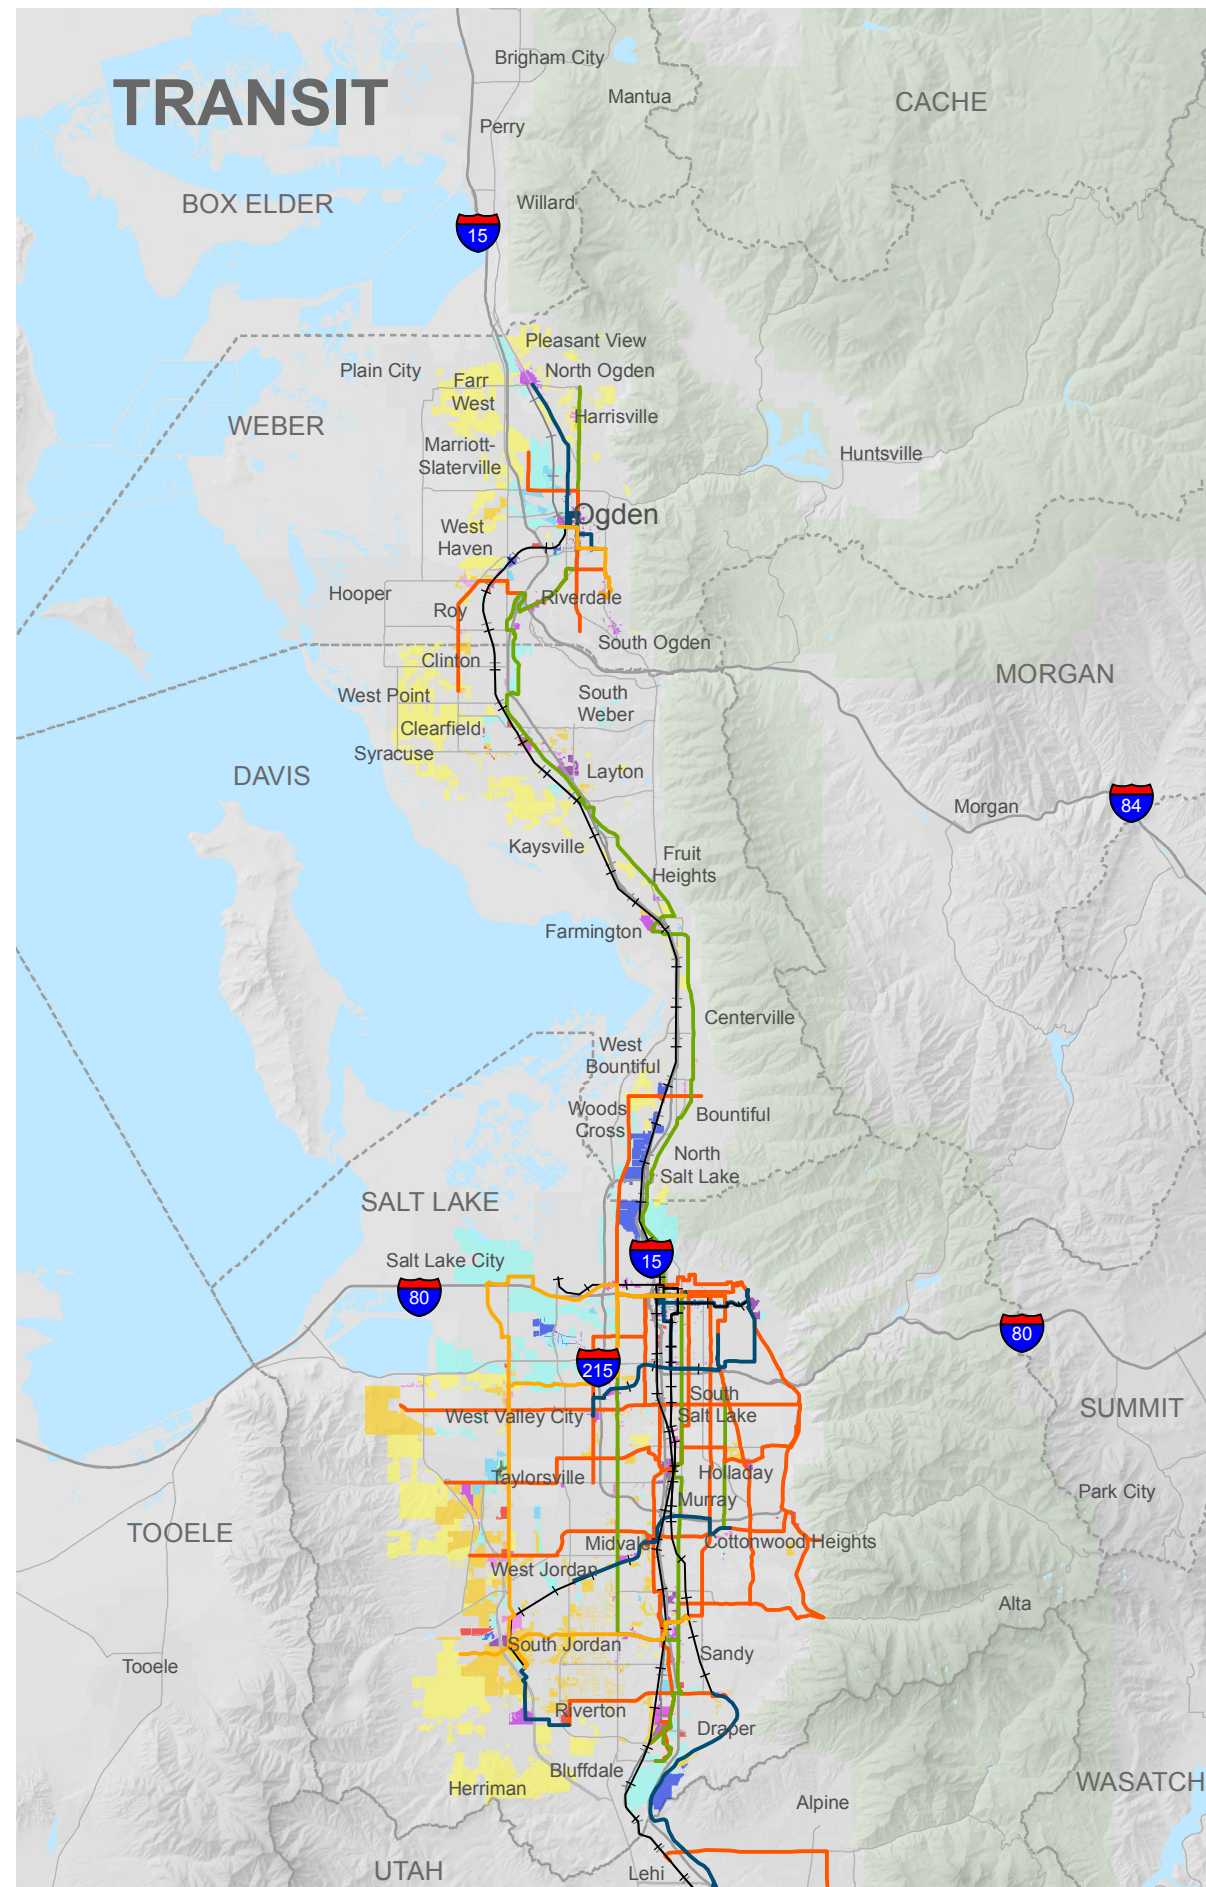 Brigham City
TRANSIT
Mantua
CACHE
Perry
BOX ELDER
Willard
15
Pleasant View
Plain City
North Ogden
Farr
West
Harrisville
WEBER
Marriott-
Slaterville
Huntsville
Ogden
West
Haven
Hooper
Riverdale
Roy
South Ogden
Clinton
MORGAN
West Point
South
Weber
Clearfield
Syracuse
DAVIS
Layton
Morgan
84
Kaysville
Fruit
Heights
Farmington
Centerville
West
Bountiful
Woods
Cross
Bountiful
North
Salt Lake
SALT LAKE
Salt Lake City
15
80
80
215
South
Salt Lake
West Valley City
SUMMIT
Taylorsville
Holladay
Murray
Park City
TOOELE
Midvale
Cottonwood Heights
West Jordan
Alta
South Jordan
Sandy
Tooele
Riverton
Draper
Bluffdale
Herriman
WASATCH
Alpine
UTAH
Lehi